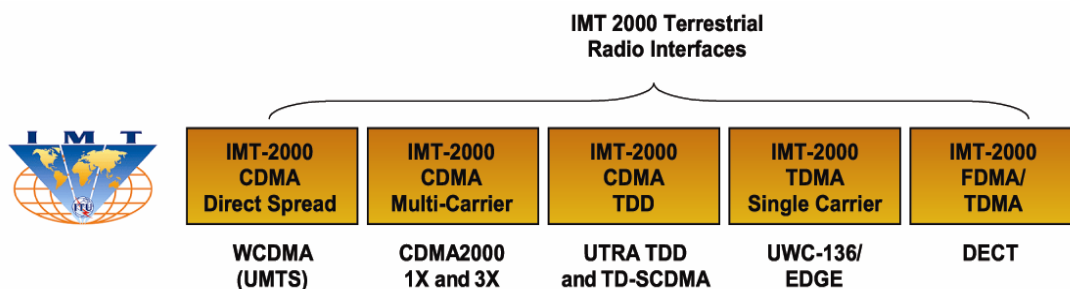 IMT 2000 Terrestrial
Radio Interfaces
I M T
ITU
IMT-2000
CDMA
Direct Spread
IMT-2000
CDMA
Multi-Carrier
IMT-2000
CDMA
TDD
IMT-2000
TDMA
Single Carrier
IMT-2000
FDMA/
TDMA
WCDMA
(UMTS)
CDMA2000
1X and 3X
UTRA TDD
and TD-SCDMA
UWC-136/
EDGE
DECT